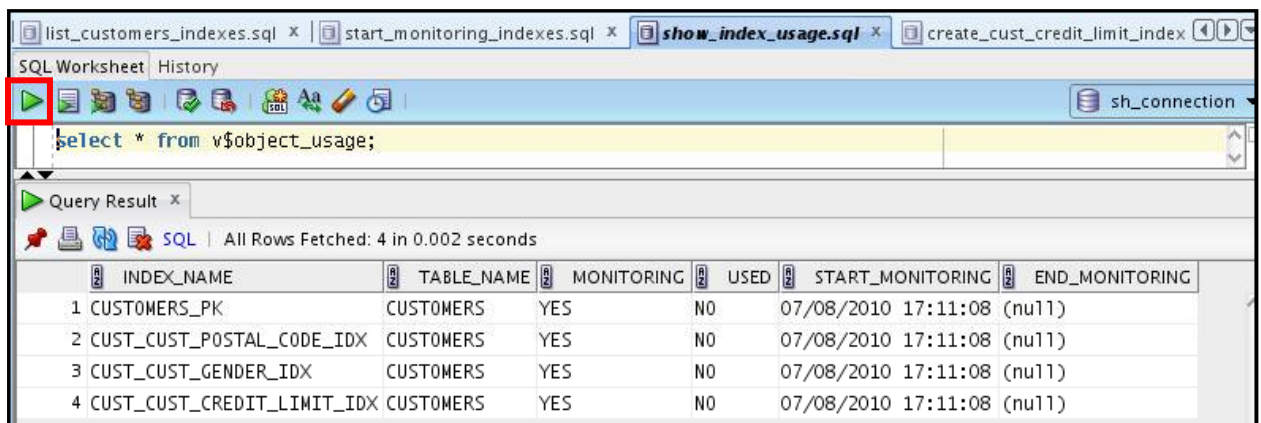 list_customers_indexes.sql x start_monitoring_indexes.sql x show_index_usage.sql x create_cust_credit_limit_index
SQL Worksheet History
sh_connection
select * from v$object_usage;
Query Result x
SQL | All Rows Fetched: 4 in 0.002 seconds
INDEX_NAME TABLE_NAME MONITORING USED START_MONITORING END_MONITORING
1 CUSTOMERS_PK CUSTOMERS YES NO 07/08/2010 17:11:08 (null)
2 CUST_CUST_POSTAL_CODE_IDX CUSTOMERS YES NO 07/08/2010 17:11:08 (null)
3 CUST_CUST_GENDER_IDX CUSTOMERS YES NO 07/08/2010 17:11:08 (null)
4 CUST_CUST_CREDIT_LIMIT_IDX CUSTOMERS YES NO 07/08/2010 17:11:08 (null)